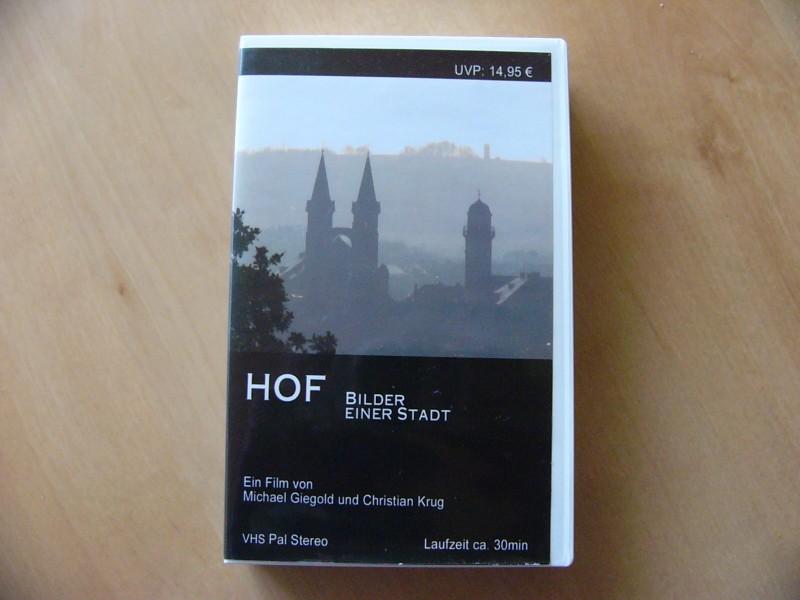 UVP: 14,95 €
HOF
BILDER
EINER STADT
Ein Film von
Michael Giegold und Christian Krug
VHS Pal Stereo
Laufzeit ca. 30min